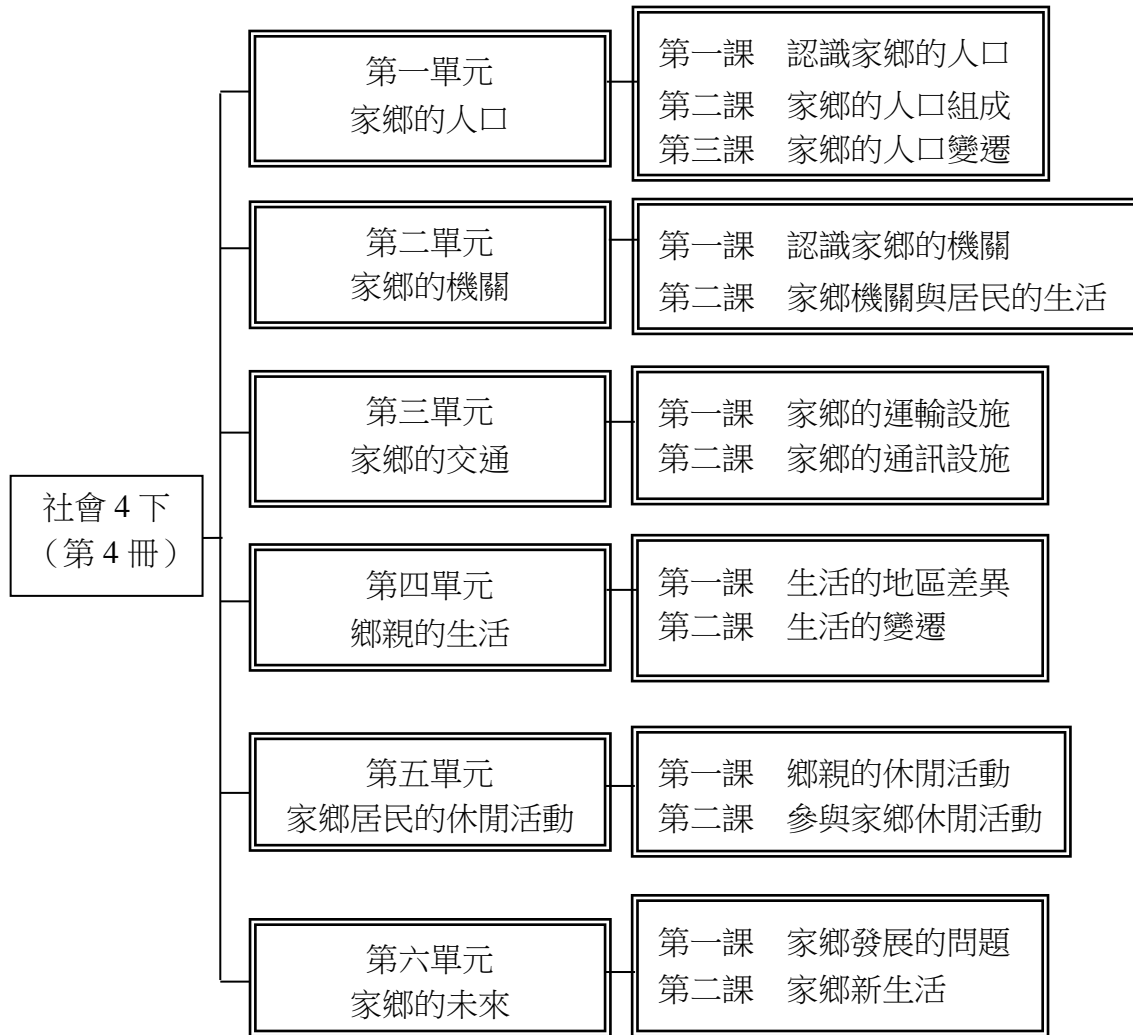 社會 4 下
（第 4 冊）
第一單元
家鄉的人口
第一課　認識家鄉的人口
第二課　家鄉的人口組成
第三課　家鄉的人口變遷
第二單元
家鄉的機關
第一課　認識家鄉的機關
第二課　家鄉機關與居民的生活
第三單元
家鄉的交通
第一課　家鄉的運輸設施
第二課　家鄉的通訊設施
第四單元
鄉親的生活
第一課　生活的地區差異
第二課　生活的變遷
第五單元
家鄉居民的休閒活動
第一課　鄉親的休閒活動
第二課　參與家鄉休閒活動
第六單元
家鄉的未來
第一課　家鄉發展的問題
第二課　家鄉新生活